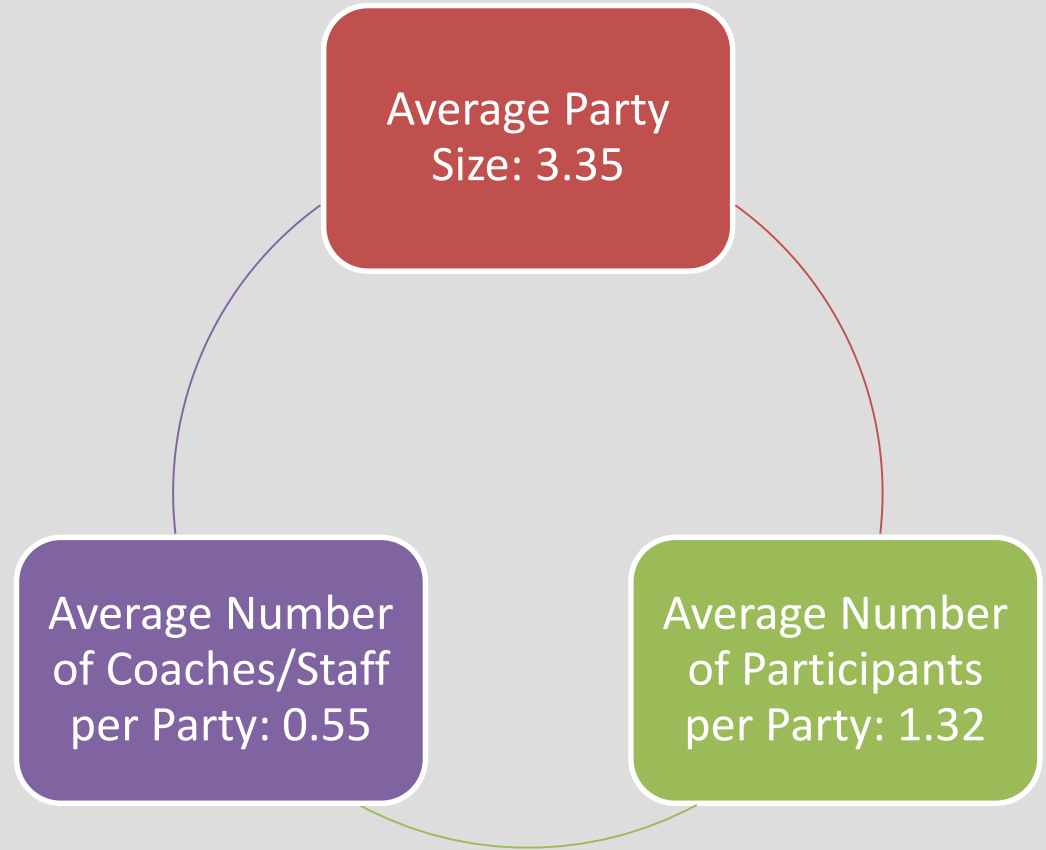 Average Party
Size: 3.35
Average Number
of Coaches/Staff
per Party: 0.55
Average Number
of Participants
per Party: 1.32